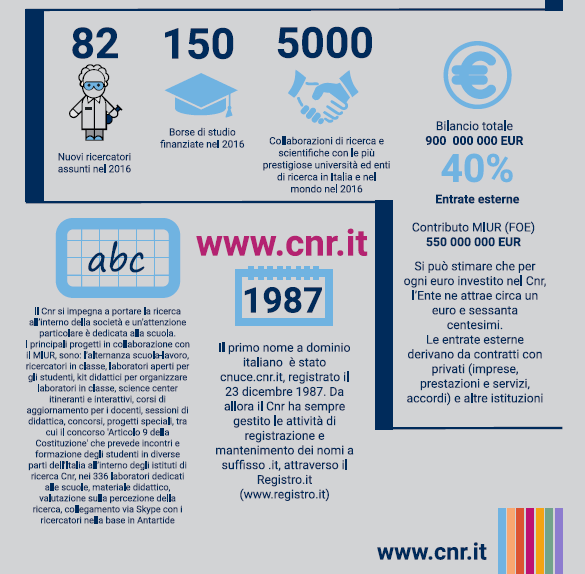 82
Nuovi ricercatori
assunti nel 2016
150
Borse di studio
finanziate nel 2016
5000
Collaborazioni di ricerca e
scientifiche con le più
prestigiose università ed enti
di ricerca in Italia e nel
mondo nel 2016
€
Bilancio totale
900 000 000 EUR
40%
Entrate esterne
Contributo MIUR (FOE)
550 000 000 EUR
Si può stimare che per
ogni euro investito nel Cnr,
l'Ente ne attrae circa un
euro e sessanta
centesimi.
Le entrate esterne
derivano da contratti con
privati (imprese,
prestazioni e servizi,
accordi) e altre istituzioni
abc
Il Cnr si impegna a portare la ricerca
all'interno della società e un'attenzione
particolare è dedicata alla scuola.
I principali progetti in collaborazione con
il MIUR, sono: l'alternanza scuola-lavoro,
ricercatori in classe, laboratori aperti per
gli studenti, kit didattici per organizzare
laboratori in classe, science center
itineranti e interattivi, corsi di
aggiornamento per i docenti, sessioni di
didattica, concorsi, progetti speciali, tra
cui il concorso 'Articolo 9 della
Costituzione' che prevede incontri e
formazione degli studenti in diverse
parti dell'Italia all'interno degli istituti di
ricerca Cnr, nei 336 laboratori dedicati
alle scuole, materiale didattico,
valutazione sulla percezione della
ricerca, collegamento via Skype con i
ricercatori nella base in Antartide
www.cnr.it
1987
Il primo nome a dominio
italiano è stato
cnuce.cnr.it, registrato il
23 dicembre 1987. Da
allora il Cnr ha sempre
gestito le attività di
registrazione e
mantenimento dei nomi a
suffisso .it, attraverso il
Registro.it
(www.registro.it)
www.cnr.it